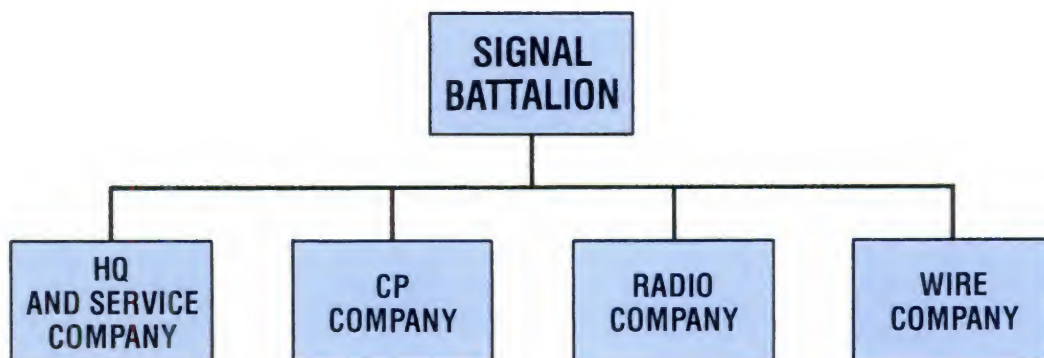 SIGNAL
BATTALION
HQ
AND SERVICE
COMPANY
CP
COMPANY
RADIO
COMPANY
WIRE
COMPANY